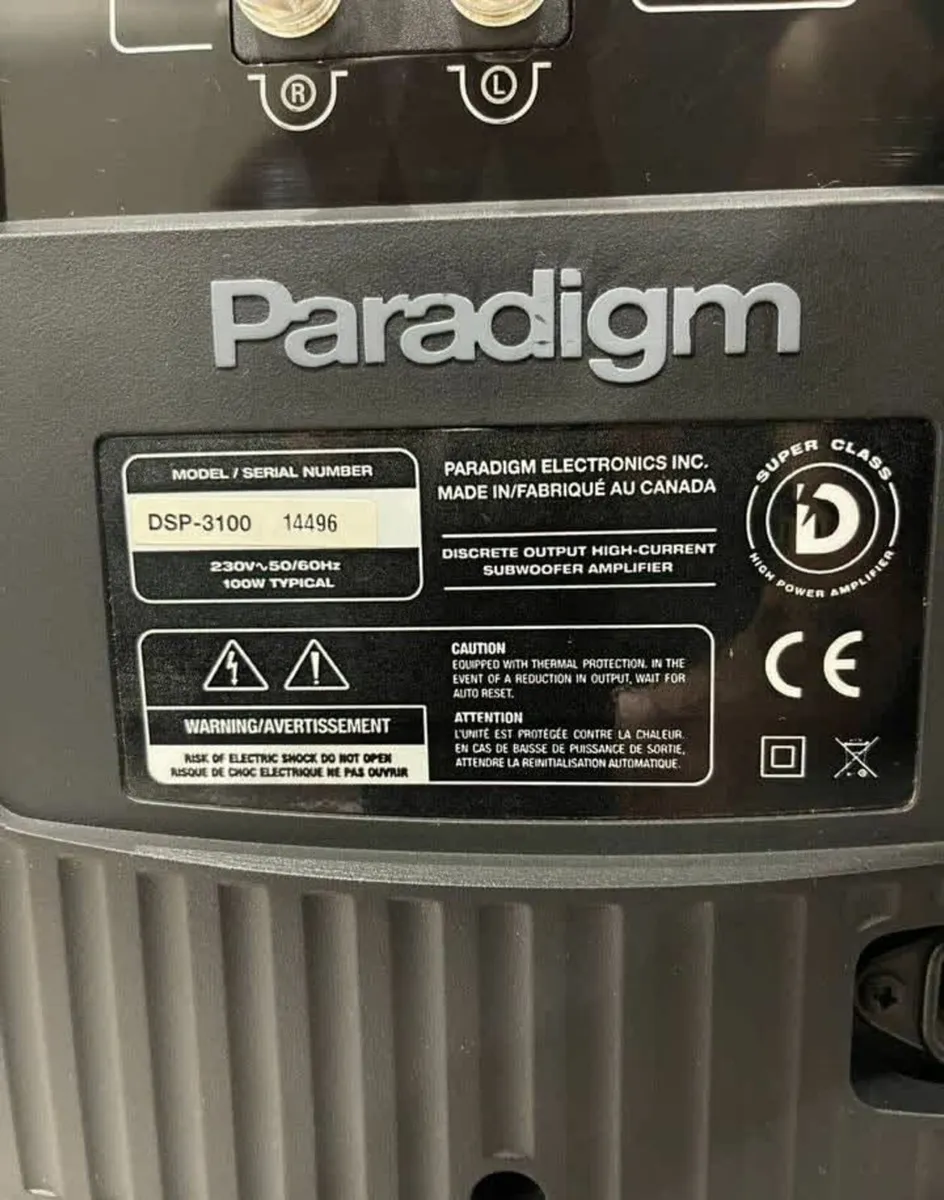 R L
Paradigm
MODEL / SERIAL NUMBER
DSP-3100 14496
230V∿50/60Hz
100W TYPICAL
PARADIGM ELECTRONICS INC.
MADE IN/FABRIQUÉ AU CANADA
DISCRETE OUTPUT HIGH-CURRENT
SUBWOOFER AMPLIFIER
SUPER CLASS
D
HIGH POWER AMPLIFIER
WARNING/AVERTISSEMENT
RISK OF ELECTRIC SHOCK DO NOT OPEN
RISQUE DE CHOC ELECTRIQUE NE PAS OUVRIR
CAUTION
EQUIPPED WITH THERMAL PROTECTION. IN THE
EVENT OF A REDUCTION IN OUTPUT, WAIT FOR
AUTO RESET.
ATTENTION
L'UNITÉ EST PROTÉGÉE CONTRE LA CHALEUR.
EN CAS DE BAISSE DE PUISSANCE DE SORTIE,
ATTENDRE LA REINITIALISATION AUTOMATIQUE.
CE